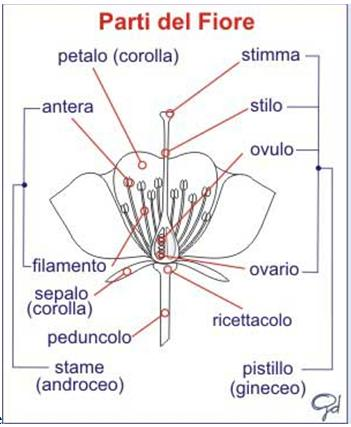 Parti del Fiore
petalo (corolla)
stimma
antera
stilo
ovulo
filamento
ovario
sepalo
(corolla)
ricettacolo
peduncolo
stame
(androceo)
pistillo
(gineceo)